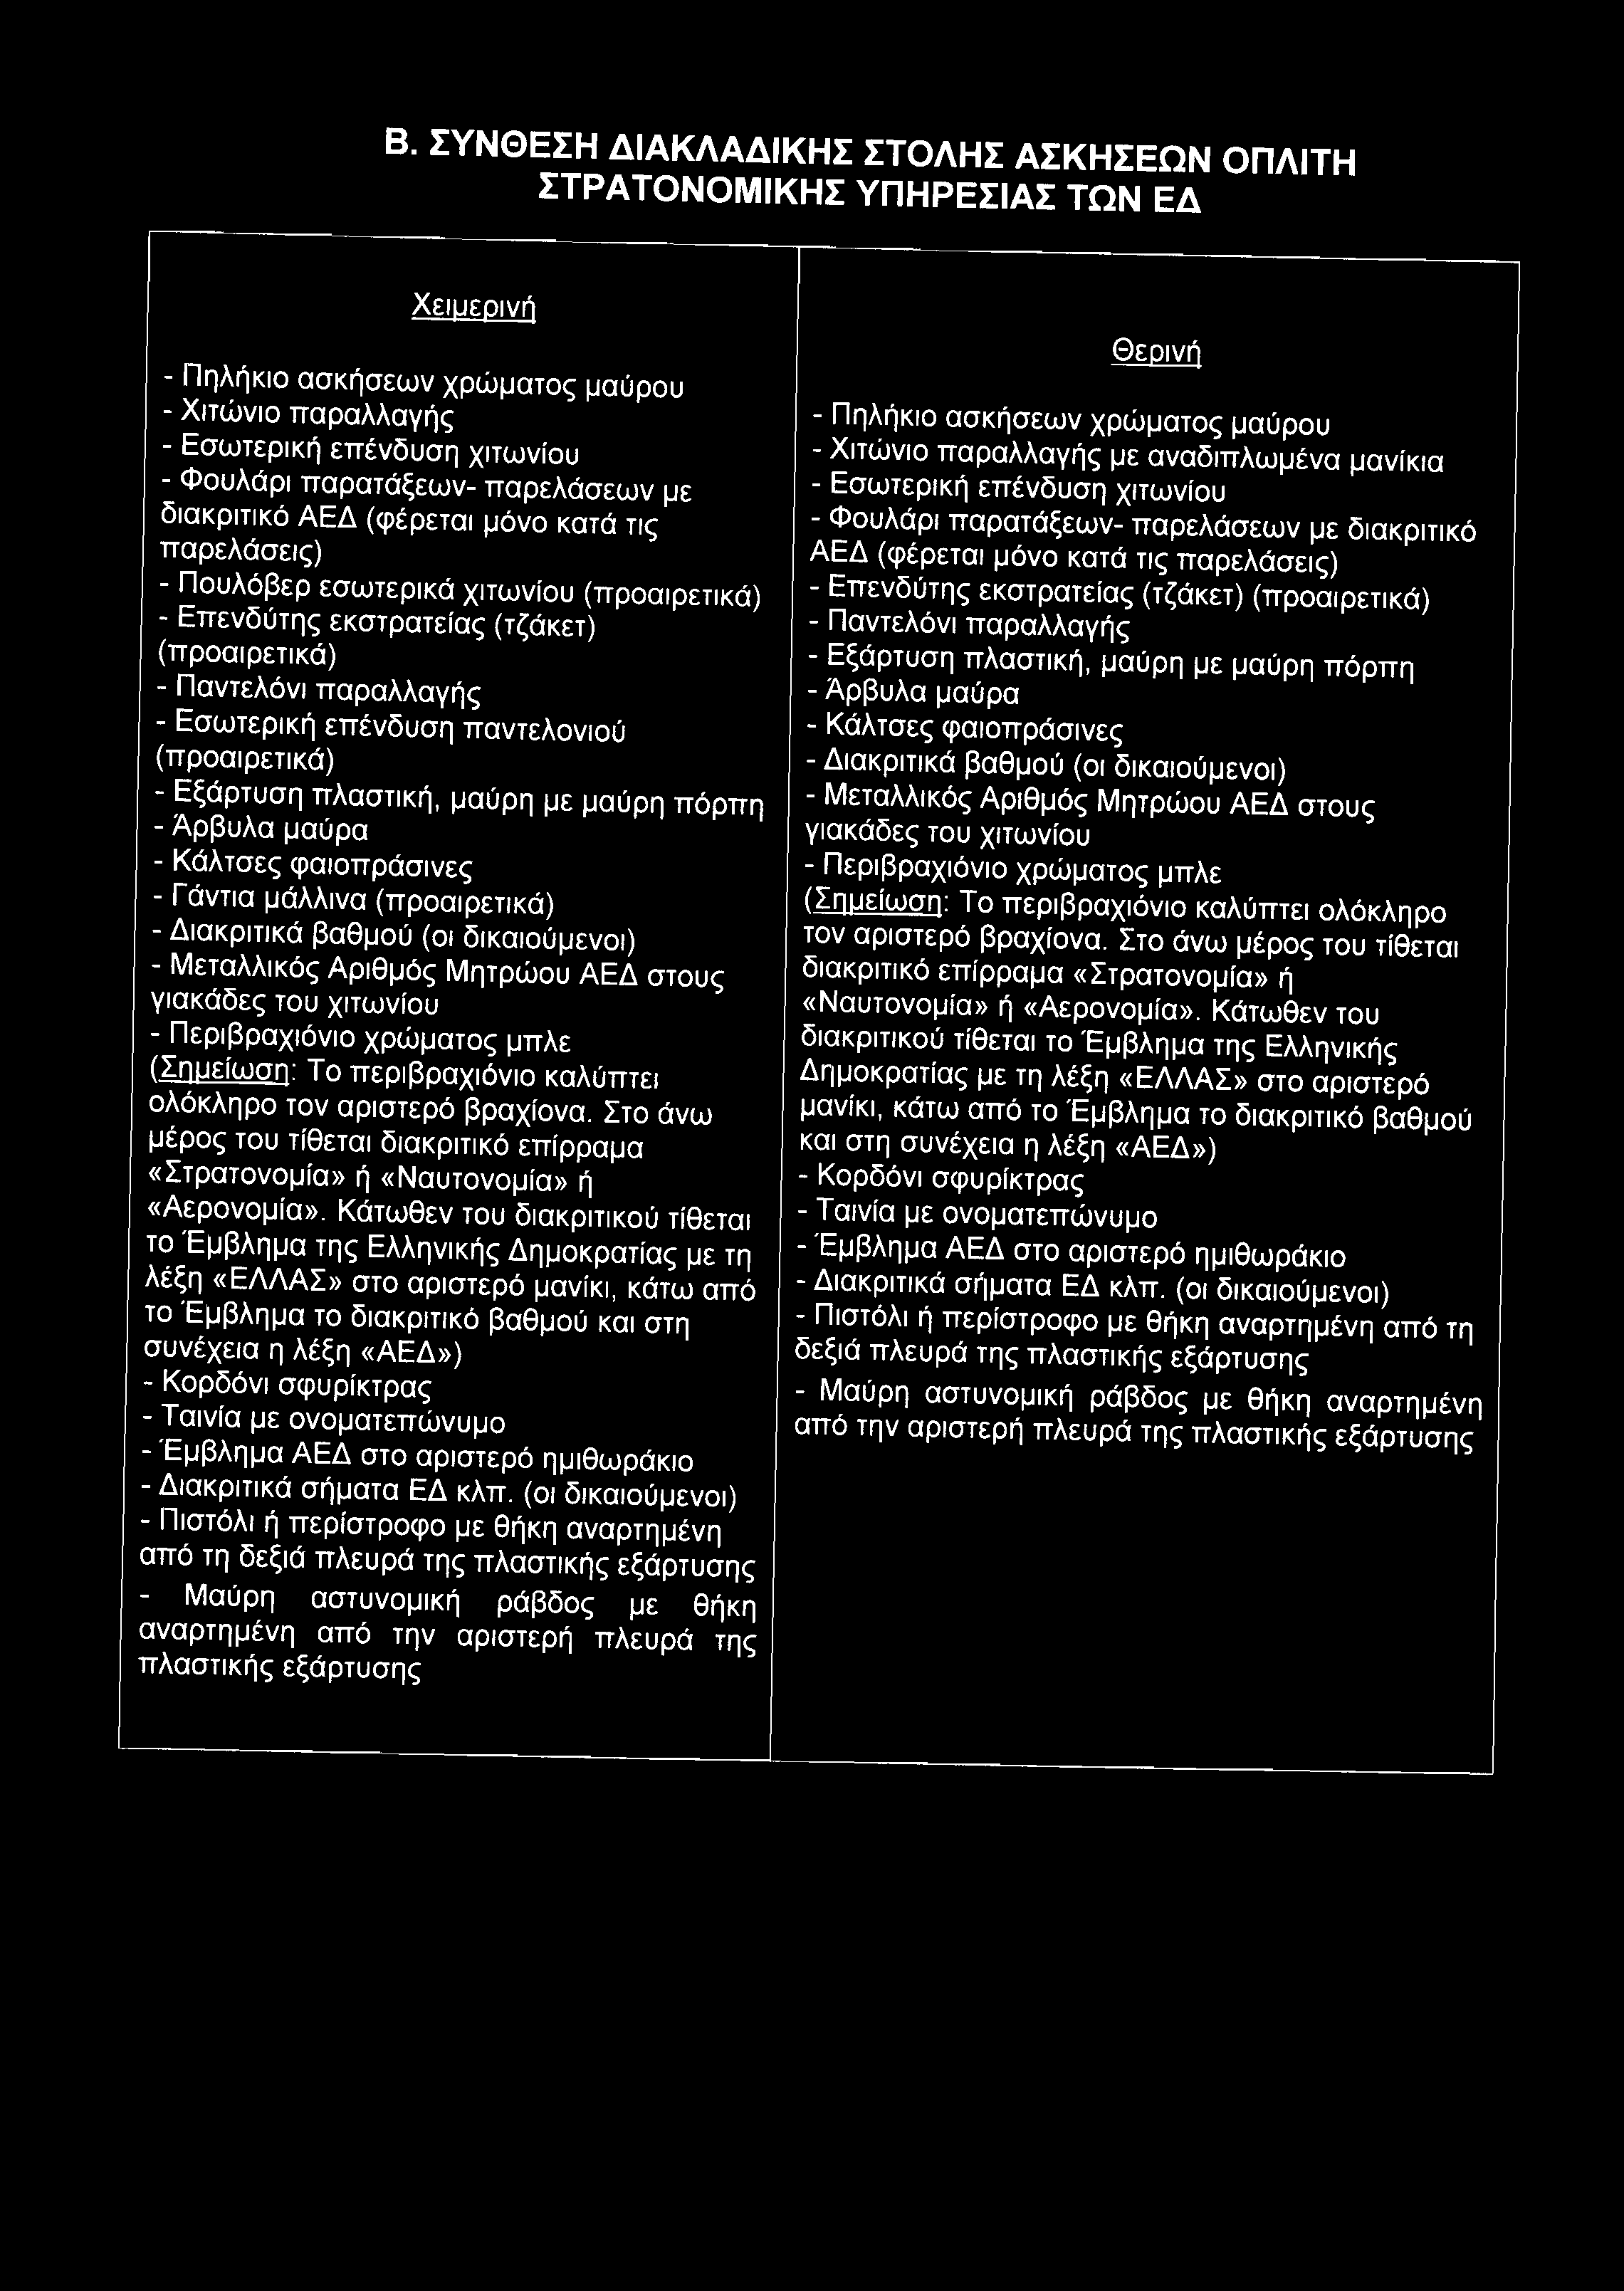 Β. ΣΥΝΘΕΣΗ ΔΙΑΚΛΑΔΙΚΗΣ ΣΤΟΛΗΣ ΑΣΚΗΣΕΩΝ ΟΠΛΙΤΗ
ΣΤΡΑΤΟΝΟΜΙΚΗΣ ΥΠΗΡΕΣΙΑΣ ΤΩΝ ΕΔ
Χειμερινή
- Πηλήκιο ασκήσεων χρώματος μαύρου
- Χιτώνιο παραλλαγής
- Εσωτερική επένδυση χιτωνίου
- Φουλάρι παρατάξεων- παρελάσεων με
διακριτικό ΑΕΔ (φέρεται μόνο κατά τις
παρελάσεις)
- Πουλόβερ εσωτερικά χιτωνίου (προαιρετικά)
- Επενδύτης εκστρατείας (τζάκετ)
(προαιρετικά)
- Παντελόνι παραλλαγής
- Εσωτερική επένδυση παντελονιού
(προαιρετικά)
- Εξάρτυση πλαστική, μαύρη με μαύρη πόρπη
- Άρβυλα μαύρα
- Κάλτσες φαιοπράσινες
- Γάντια μάλλινα (προαιρετικά)
- Διακριτικά βαθμού (οι δικαιούμενοι)
- Μεταλλικός Αριθμός Μητρώου ΑΕΔ στους
γιακάδες του χιτωνίου
- Περιβραχιόνιο χρώματος μπλε
(Σημείωση: Το περιβραχιόνιο καλύπτει
ολόκληρο τον αριστερό βραχίονα. Στο άνω
μέρος του τίθεται διακριτικό επίρραμα
«Στρατονομία» ή «Ναυτονομία» ή
«Αερονομία». Κάτωθεν του διακριτικού τίθεται
το Έμβλημα της Ελληνικής Δημοκρατίας με τη
λέξη «ΕΛΛΑΣ» στο αριστερό μανίκι, κάτω από
το Έμβλημα το διακριτικό βαθμού και στη
συνέχεια η λέξη «ΑΕΔ»)
- Κορδόνι σφυρίκτρας
- Ταινία με ονοματεπώνυμο
- Έμβλημα ΑΕΔ στο αριστερό ημιθωράκιο
- Διακριτικά σήματα ΕΔ κλπ. (οι δικαιούμενοι)
- Πιστόλι ή περίστροφο με θήκη αναρτημένη
από τη δεξιά πλευρά της πλαστικής εξάρτυσης
- Μαύρη αστυνομική ράβδος με θήκη
αναρτημένη από την αριστερή πλευρά της
πλαστικής εξάρτυσης
Θερινή
- Πηλήκιο ασκήσεων χρώματος μαύρου
- Χιτώνιο παραλλαγής με αναδιπλωμένα μανίκια
- Εσωτερική επένδυση χιτωνίου
- Φουλάρι παρατάξεων- παρελάσεων με διακριτικό
ΑΕΔ (φέρεται μόνο κατά τις παρελάσεις)
- Επενδύτης εκστρατείας (τζάκετ) (προαιρετικά)
- Παντελόνι παραλλαγής
- Εξάρτυση πλαστική, μαύρη με μαύρη πόρπη
- Άρβυλα μαύρα
- Κάλτσες φαιοπράσινες
- Διακριτικά βαθμού (οι δικαιούμενοι)
- Μεταλλικός Αριθμός Μητρώου ΑΕΔ στους
γιακάδες του χιτωνίου
- Περιβραχιόνιο χρώματος μπλε
(Σημείωση: Το περιβραχιόνιο καλύπτει ολόκληρο
τον αριστερό βραχίονα. Στο άνω μέρος του τίθεται
διακριτικό επίρραμα «Στρατονομία» ή
«Ναυτονομία» ή «Αερονομία». Κάτωθεν του
διακριτικού τίθεται το Έμβλημα της Ελληνικής
Δημοκρατίας με τη λέξη «ΕΛΛΑΣ» στο αριστερό
μανίκι, κάτω από το Έμβλημα το διακριτικό βαθμού
και στη συνέχεια η λέξη «ΑΕΔ»)
- Κορδόνι σφυρίκτρας
- Ταινία με ονοματεπώνυμο
- Έμβλημα ΑΕΔ στο αριστερό ημιθωράκιο
- Διακριτικά σήματα ΕΔ κλπ. (οι δικαιούμενοι)
- Πιστόλι ή περίστροφο με θήκη αναρτημένη από τη
δεξιά πλευρά της πλαστικής εξάρτυσης
- Μαύρη αστυνομική ράβδος με θήκη αναρτημένη
από την αριστερή πλευρά της πλαστικής εξάρτυσης